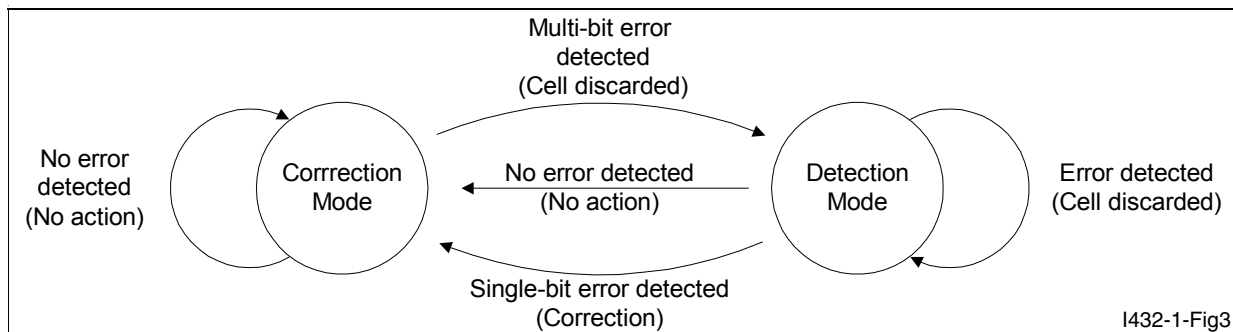 Multi-bit error
detected
(Cell discarded)
No error
detected
(No action)
Corrrection
Mode
No error detected
(No action)
Detection
Mode
Error detected
(Cell discarded)
Single-bit error detected
(Correction)
I432-1-Fig3